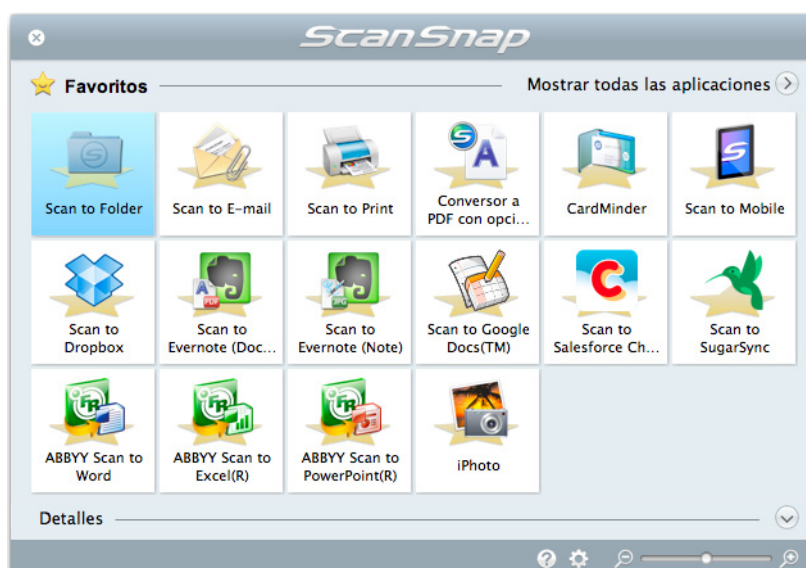 ScanSnap
Favoritos
Mostrar todas las aplicaciones
Scan to Folder
Scan to E-mail
Scan to Print
Conversor a
PDF con opci...
CardMinder
Scan to Mobile
Scan to
Dropbox
Scan to
Evernote (Doc...
Scan to
Evernote (Note)
Scan to Google
Docs(TM)
Scan to
Salesforce Ch...
Scan to
SugarSync
ABBYY Scan to
Word
ABBYY Scan to
Excel(R)
ABBYY Scan to
PowerPoint(R)
iPhoto
Detalles